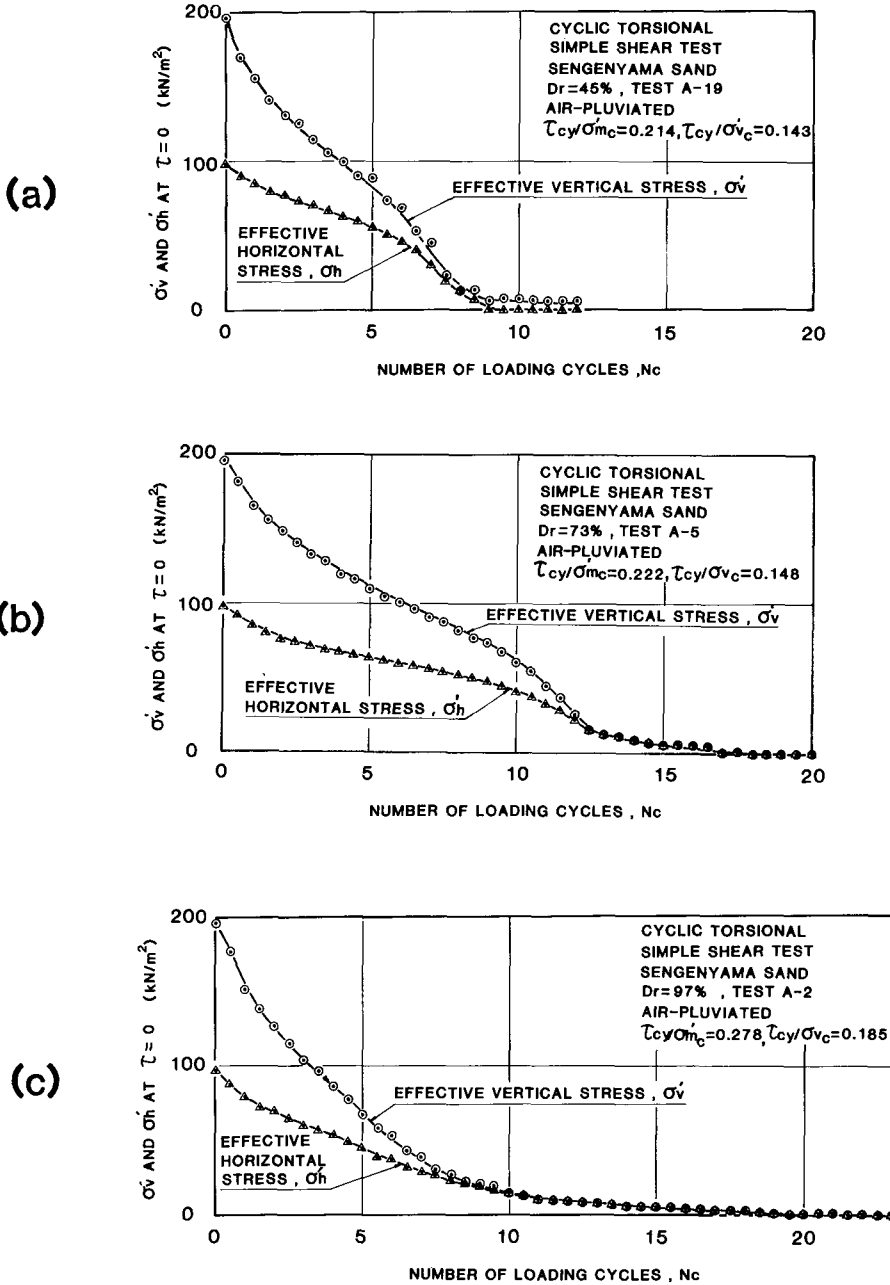 (a)
σ'v AND σ'h AT τ=0 (kN/m²)
200
100
0
CYCLIC TORSIONAL
SIMPLE SHEAR TEST
SENGENYAMA SAND
Dr=45% , TEST A-19
AIR-PLUVIATED
τcy/σ'mc=0.214,τcy/σ'vc=0.143
EFFECTIVE VERTICAL STRESS , σ'v
EFFECTIVE
HORIZONTAL
STRESS , σ'h
0 5 10 15 20
NUMBER OF LOADING CYCLES ,Nc
(b)
σ'v AND σ'h AT τ=0 (kN/m²)
200
100
0
CYCLIC TORSIONAL
SIMPLE SHEAR TEST
SENGENYAMA SAND
Dr=73% , TEST A-5
AIR-PLUVIATED
τcy/σ'mc=0.222,τcy/σvc=0.148
EFFECTIVE VERTICAL STRESS , σ'v
EFFECTIVE
HORIZONTAL STRESS , σ'h
0 5 10 15 20
NUMBER OF LOADING CYCLES , Nc
(c)
σ'v AND σ'h AT τ=0 (kN/m²)
200
100
0
CYCLIC TORSIONAL
SIMPLE SHEAR TEST
SENGENYAMA SAND
Dr=97% , TEST A-2
AIR-PLUVIATED
τcy/σ'mc=0.278,τcy/σvc=0.185
EFFECTIVE VERTICAL STRESS , σ'v
EFFECTIVE
HORIZONTAL
STRESS , σ'h
0 5 10 15 20
NUMBER OF LOADING CYCLES , Nc